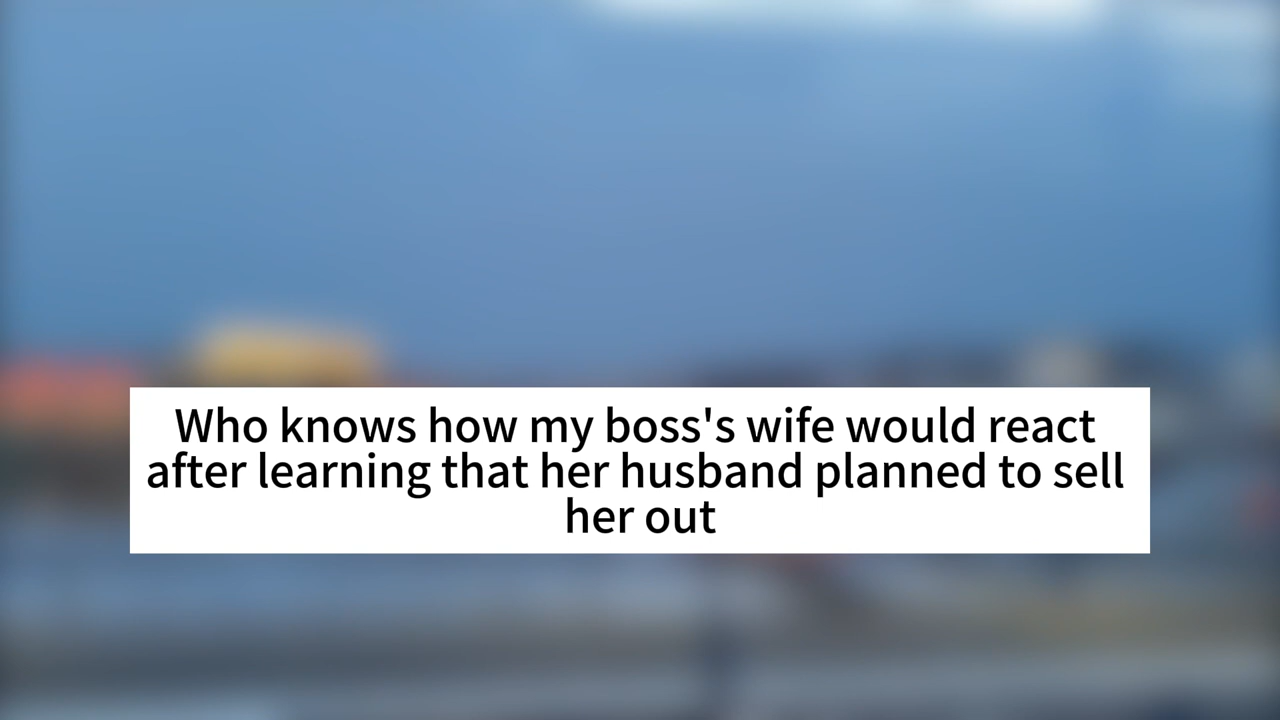 Who knows how my boss's wife would react
after learning that her husband planned to sell
her out